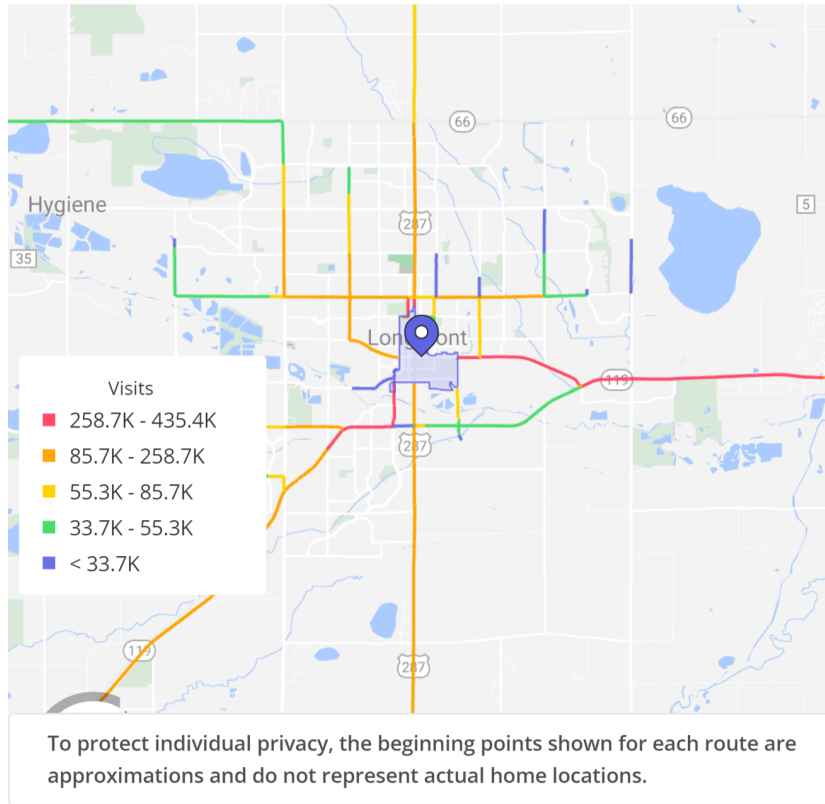 66
66
Hygiene
5
287
35
Longmont
119
Visits
258.7K - 435.4K
85.7K - 258.7K
55.3K - 85.7K
33.7K - 55.3K
< 33.7K
287
119
287
To protect individual privacy, the beginning points shown for each route are
approximations and do not represent actual home locations.